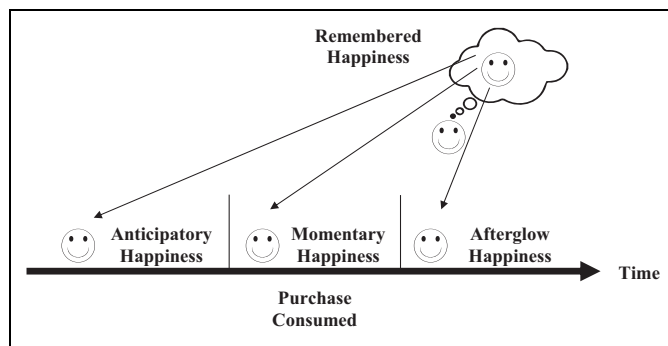 Remembered
Happiness
Anticipatory
Happiness
Momentary
Happiness
Afterglow
Happiness
Time
Purchase
Consumed